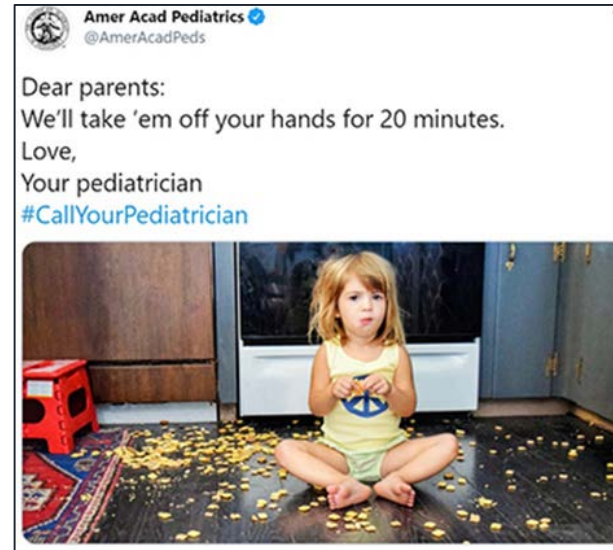 Amer Acad Pediatrics
@AmerAcadPeds
Dear parents:
We'll take 'em off your hands for 20 minutes.
Love,
Your pediatrician
#CallYourPediatrician